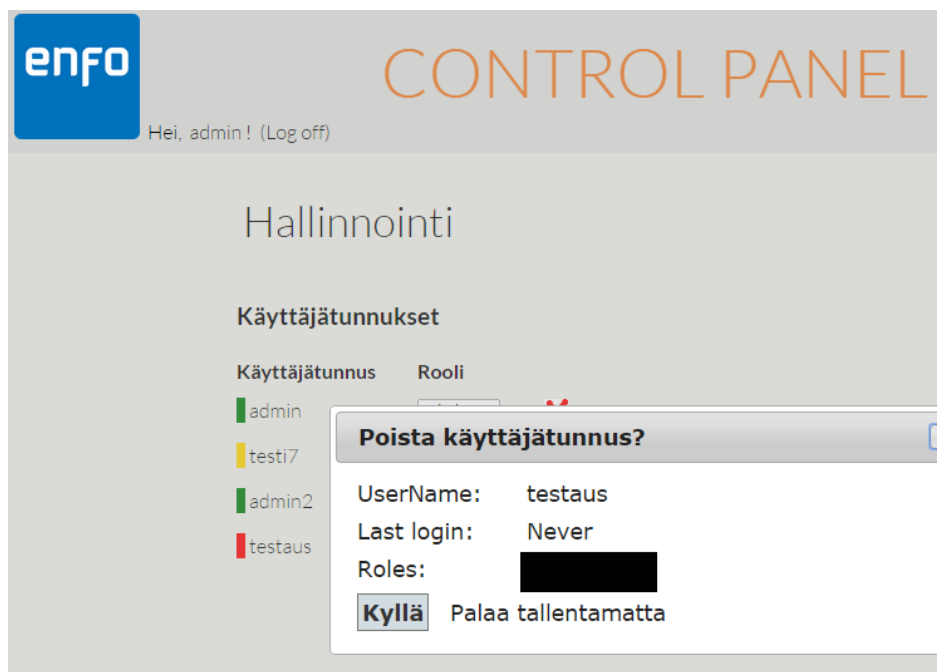 enfo
CONTROL PANEL
Hei, admin ! (Log off)
Hallinnointi
Käyttäjätunnukset
Käyttäjätunnus Rooli
admin
testi7
admin2
testaus
Poista käyttäjätunnus?
UserName: testaus
Last login: Never
Roles:
Kyllä Palaa tallentamatta